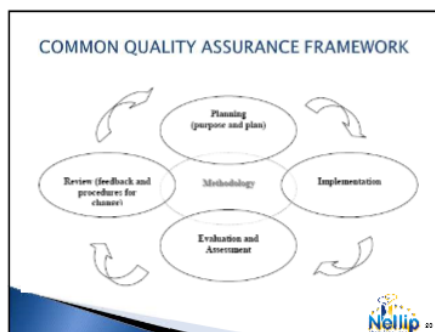 COMMON QUALITY ASSURANCE FRAMEWORK
Planning
(purpose and plan)
Review (feedback and
procedures for
change)
Methodology
Implementation
Evaluation and
Assessment
Nellip